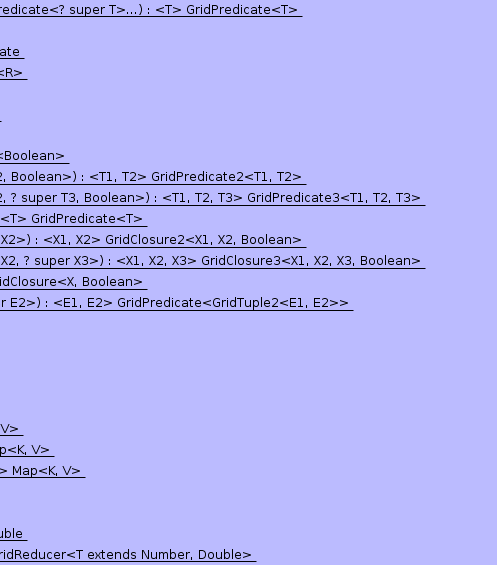 redicate<? super T>...) : <T> GridPredicate<T>
ate
<R>
<Boolean>
2, Boolean>) : <T1, T2> GridPredicate2<T1, T2>
2, ? super T3, Boolean>) : <T1, T2, T3> GridPredicate3<T1, T2, T3>
<T> GridPredicate<T>
X2>) : <X1, X2> GridClosure2<X1, X2, Boolean>
X2, ? super X3>) : <X1, X2, X3> GridClosure3<X1, X2, X3, Boolean>
idClosure<X, Boolean>
r E2>) : <E1, E2> GridPredicate<GridTuple2<E1, E2>>
V>
p<K, V>
> Map<K, V>
uble
ridReducer<T extends Number, Double>